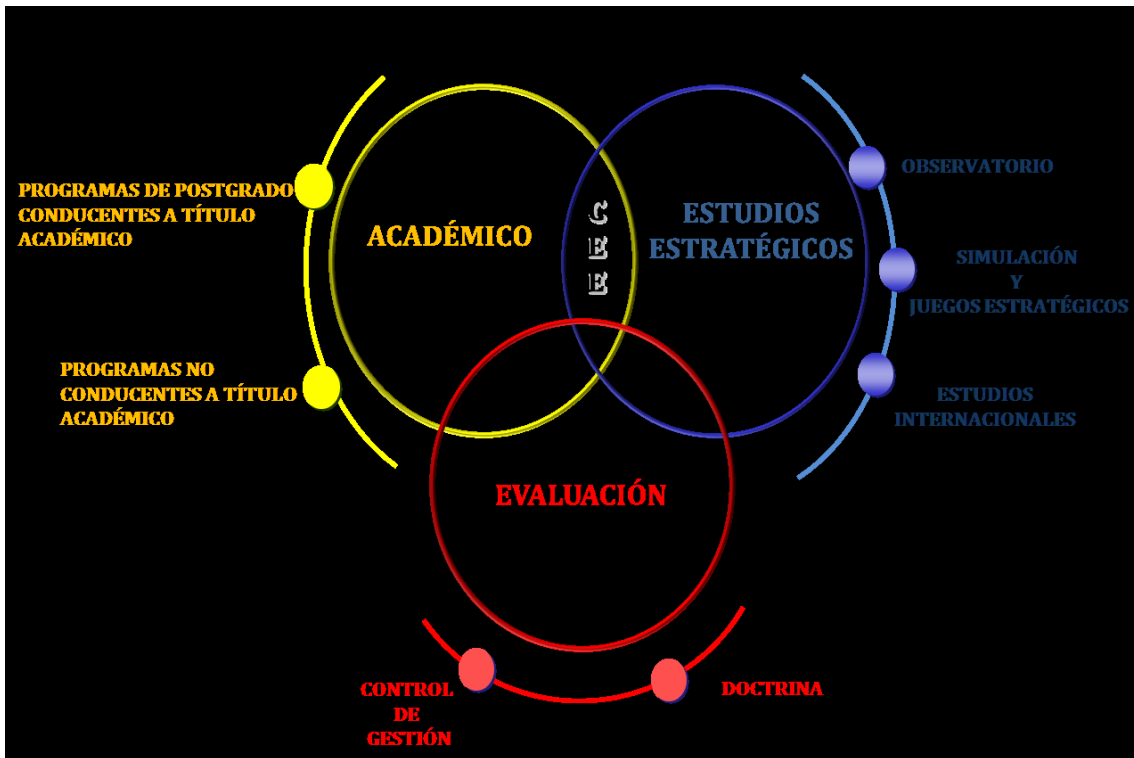 PROGRAMAS DE POSTGRADO
CONDUCENTES A TÍTULO
ACADÉMICO
PROGRAMAS NO
CONDUCENTES A TÍTULO
ACADÉMICO
ACADÉMICO
C
E
E
ESTUDIOS
ESTRATÉGICOS
OBSERVATORIO
SIMULACIÓN
Y
JUEGOS ESTRATÉGICOS
ESTUDIOS
INTERNACIONALES
EVALUACIÓN
CONTROL
DE
GESTIÓN
DOCTRINA